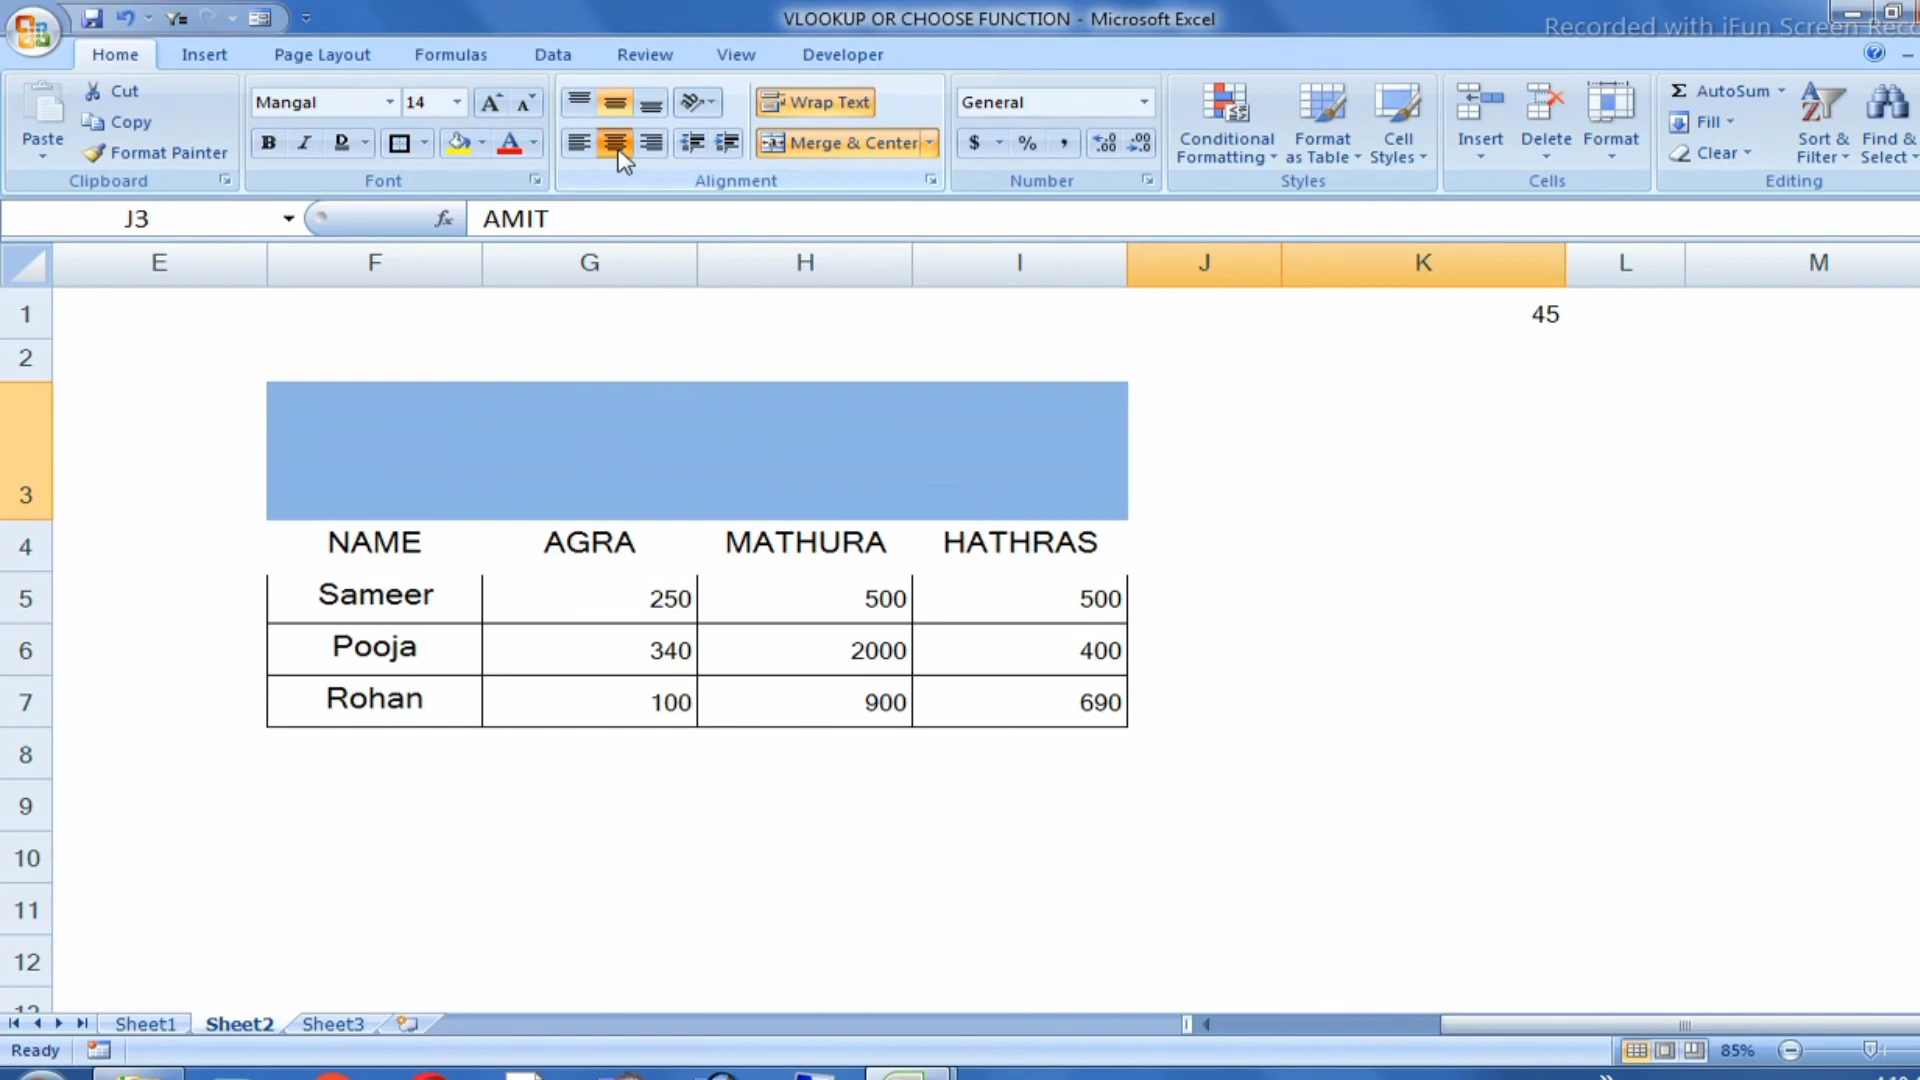 VLOOKUP OR CHOOSE FUNCTION - Microsoft Excel
Recorded with iFun Screen
Home Insert Page Layout Formulas Data Review View Developer
Paste
Cut
Copy
Format Painter
Clipboard
Mangal 14
B I D
Font
Wrap Text
Merge & Center
Alignment
General
$ % ,
Number
Conditional Formatting
Format as Table
Cell Styles
Styles
Insert Delete Format
Cells
Σ AutoSum
Fill
Clear
Sort & Filter
Find & Select
Editing
J3 fx AMIT
E F G H I J K L M
1 45
2
3
4 NAME AGRA MATHURA HATHRAS
5 Sameer 250 500 500
6 Pooja 340 2000 400
7 Rohan 100 900 690
8
9
10
11
12
Sheet1 Sheet2 Sheet3
Ready 85%